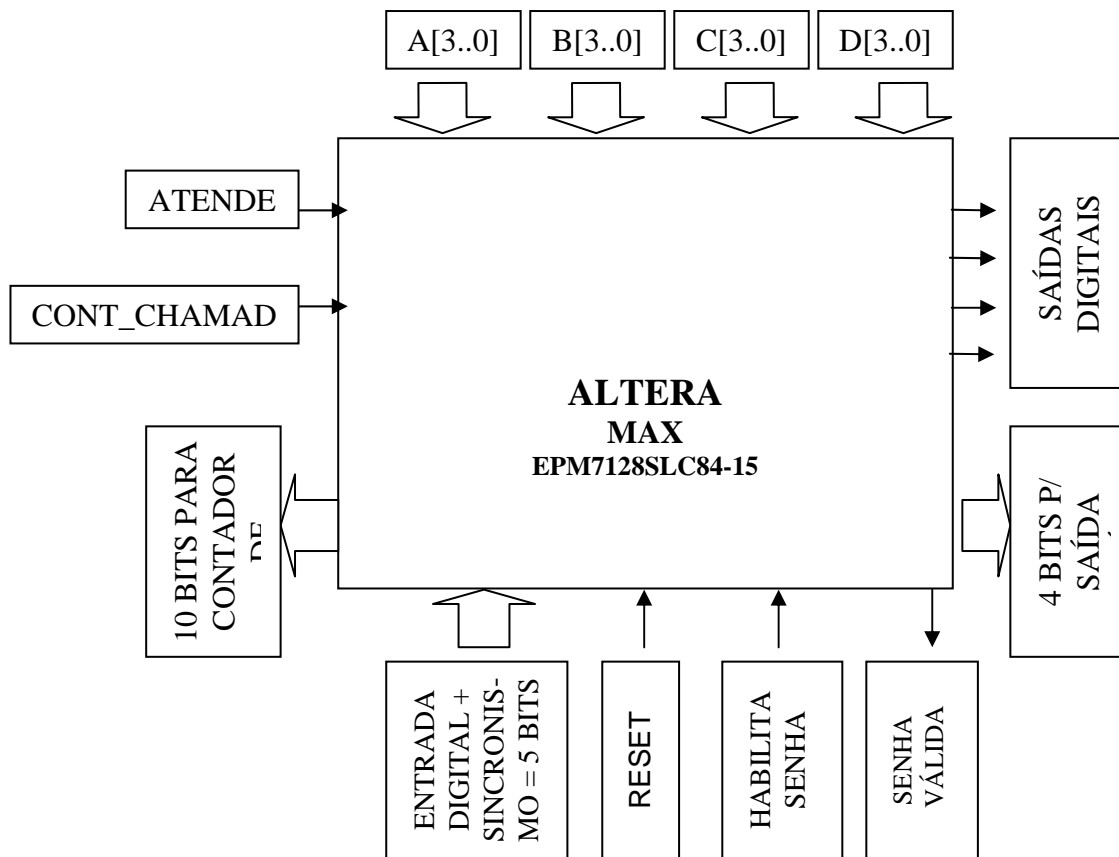 A[3..0]
B[3..0]
C[3..0]
D[3..0]
ATENDE
CONT_CHAMAD
ALTERA
MAX
EPM7128SLC84-15
SAÍDAS
DIGITAIS
10 BITS PARA
CONTADOR
DE
4 BITS P/
SAÍDA
ENTRADA
DIGITAL +
SINCRONIS-
MO = 5 BITS
RESET
HABILITA
SENHA
SENHA
VÁLIDA